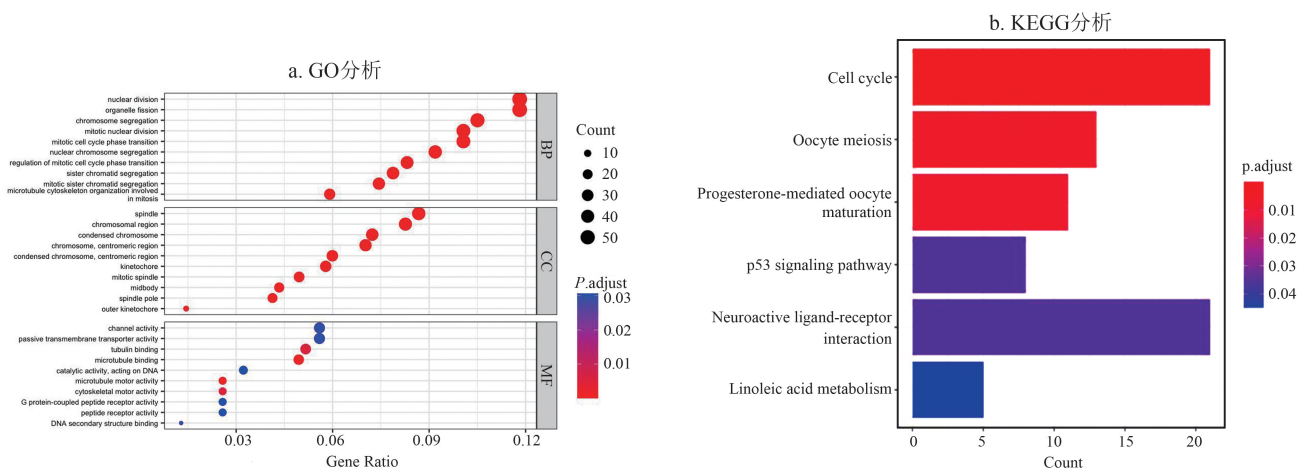 a. GO分析
nuclear division
organelle fission
chromosome segregation
mitotic nuclear division
mitotic cell cycle phase transition
nuclear chromosome segregation
regulation of mitotic cell cycle phase transition
sister chromatid segregation
mitotic sister chromatid segregation
microtubule cytoskeleton organization involved
in mitosis
BP
spindle
chromosomal region
condensed chromosome
chromosome, centromeric region
condensed chromosome, centromeric region
kinetochore
mitotic spindle
midbody
spindle pole
outer kinetochore
CC
channel activity
passive transmembrane transporter activity
tubulin binding
microtubule binding
catalytic activity, acting on DNA
microtubule motor activity
cytoskeletal motor activity
G protein-coupled peptide receptor activity
peptide receptor activity
DNA secondary structure binding
MF
0.03 0.06 0.09 0.12
Gene Ratio
Count
10
20
30
40
50
P.adjust
0.03
0.02
0.01
b. KEGG分析
Cell cycle
Oocyte meiosis
Progesterone-mediated oocyte
maturation
p53 signaling pathway
Neuroactive ligand-receptor
interaction
Linoleic acid metabolism
0 5 10 15 20
Count
p.adjust
0.01
0.02
0.03
0.04